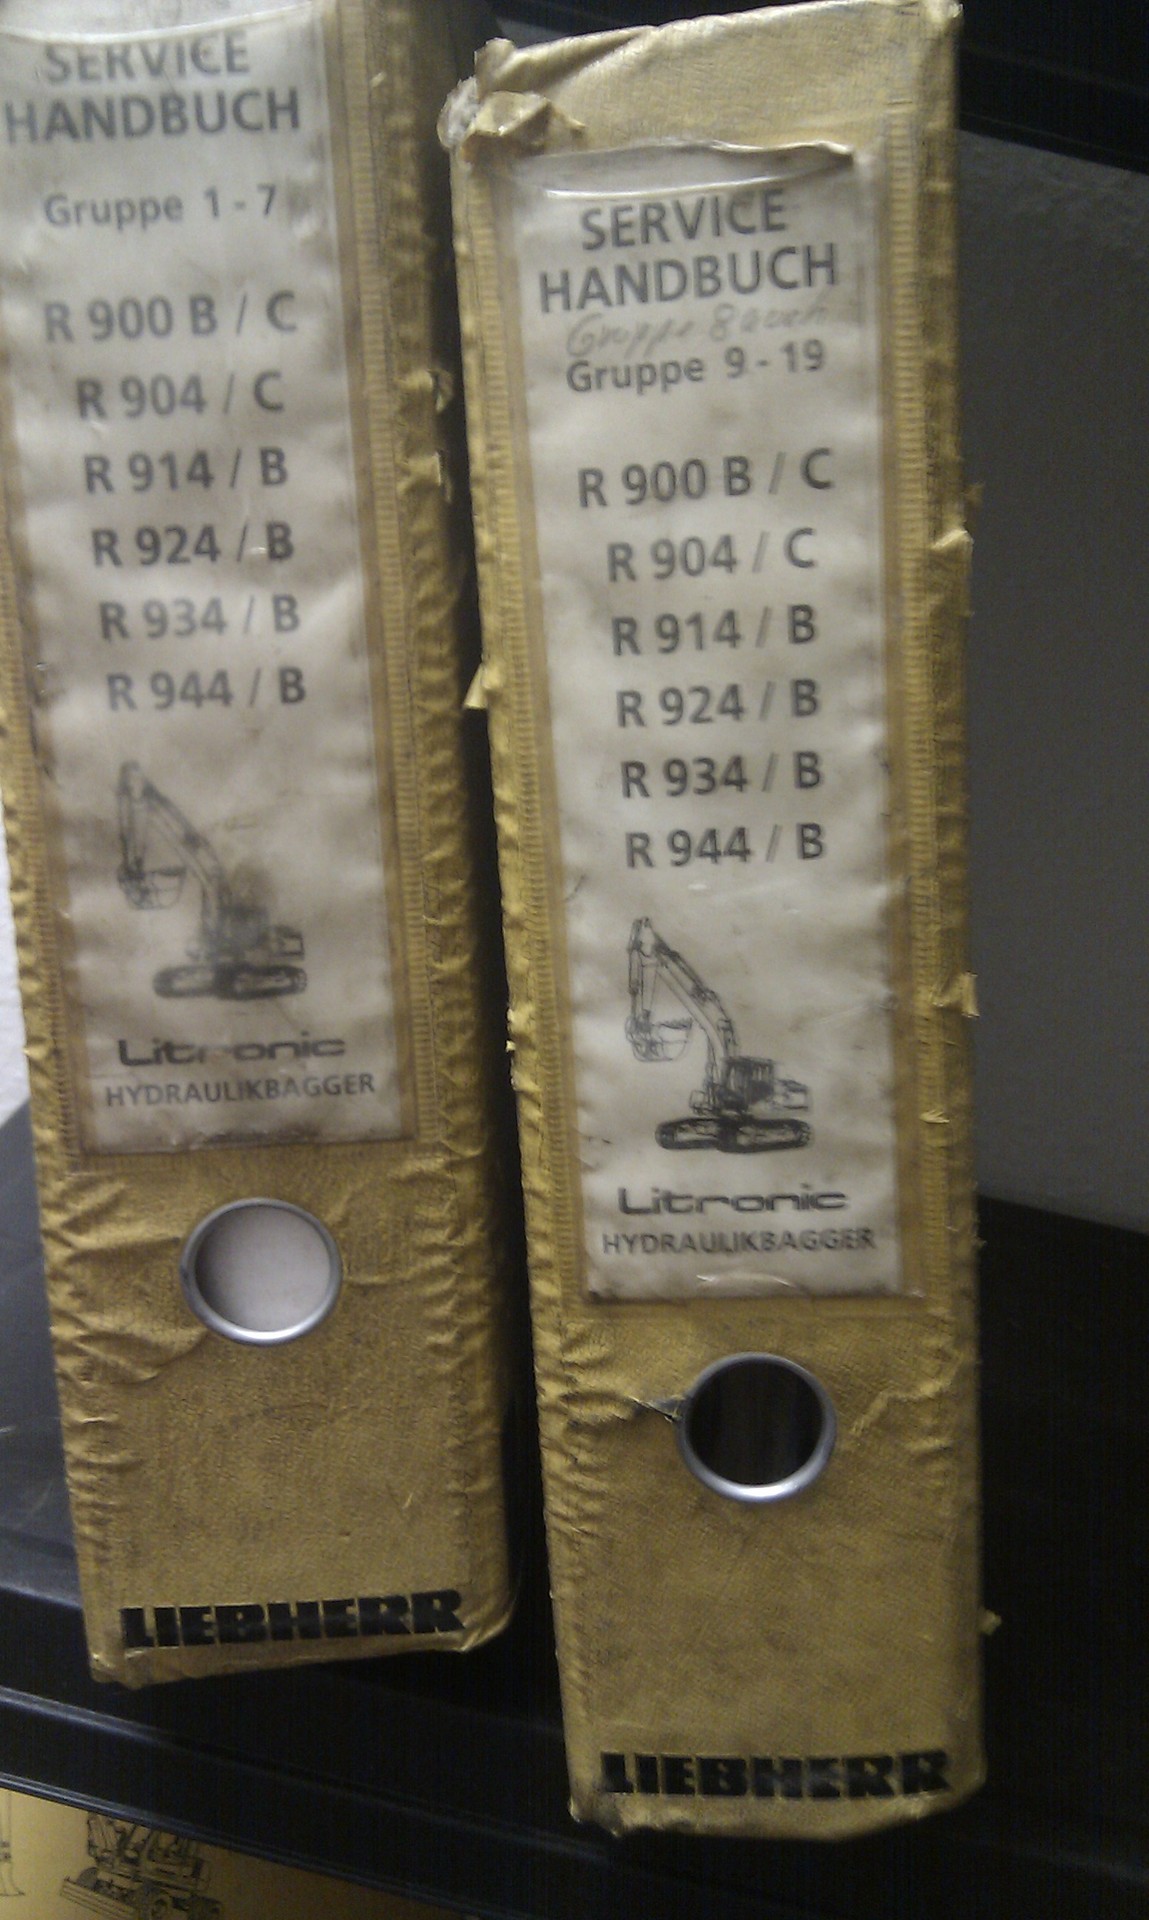 SERVICE
HANDBUCH
Gruppe 1 - 7
R 900 B / C
R 904 / C
R 914 / B
R 924 / B
R 934 / B
R 944 / B
Litronic
HYDRAULIKBAGGER
LIEBHERR
SERVICE
HANDBUCH
Gruppe 8 auch
Gruppe 9 - 19
R 900 B / C
R 904 / C
R 914 / B
R 924 / B
R 934 / B
R 944 / B
Litronic
HYDRAULIKBAGGER
LIEBHERR